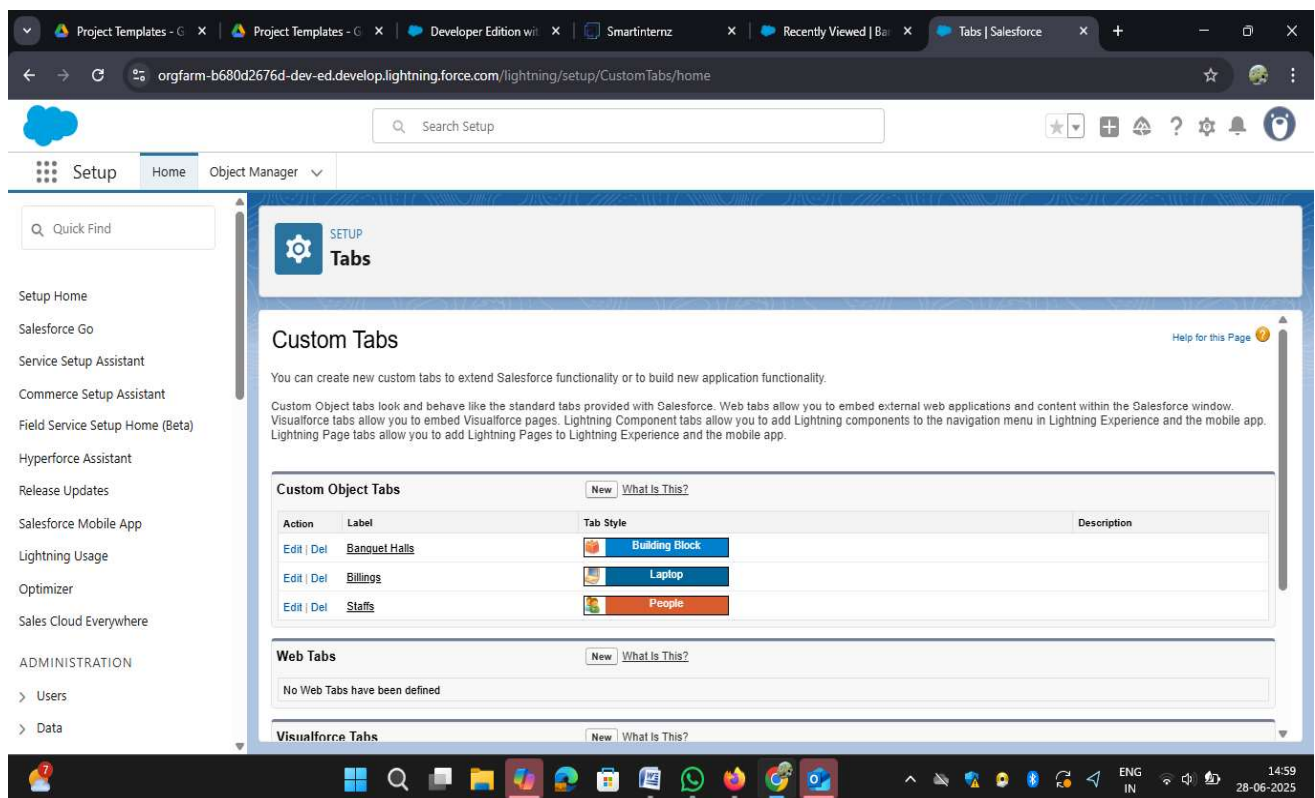 Project Templates - G
Project Templates - G
Developer Edition wit
Smartinternz
Recently Viewed | Ba
Tabs | Salesforce
orgfarm-b680d2676d-dev-ed.develop.lightning.force.com/lightning/setup/CustomTabs/home
Search Setup
Setup
Home
Object Manager
Quick Find
Setup Home
Salesforce Go
Service Setup Assistant
Commerce Setup Assistant
Field Service Setup Home (Beta)
Hyperforce Assistant
Release Updates
Salesforce Mobile App
Lightning Usage
Optimizer
Sales Cloud Everywhere
ADMINISTRATION
Users
Data
SETUP
Tabs
Custom Tabs
Help for this Page
You can create new custom tabs to extend Salesforce functionality or to build new application functionality.
Custom Object tabs look and behave like the standard tabs provided with Salesforce. Web tabs allow you to embed external web applications and content within the Salesforce window.
Visualforce tabs allow you to embed Visualforce pages. Lightning Component tabs allow you to add Lightning components to the navigation menu in Lightning Experience and the mobile app.
Lightning Page tabs allow you to add Lightning Pages to Lightning Experience and the mobile app.
Custom Object Tabs New What Is This?
Action Label Tab Style Description
Edit | Del Banquet Halls Building Block
Edit | Del Billings Laptop
Edit | Del Staffs People
Web Tabs New What Is This?
No Web Tabs have been defined
Visualforce Tabs New What Is This?
7
ENG
IN
14:59
28-06-2025